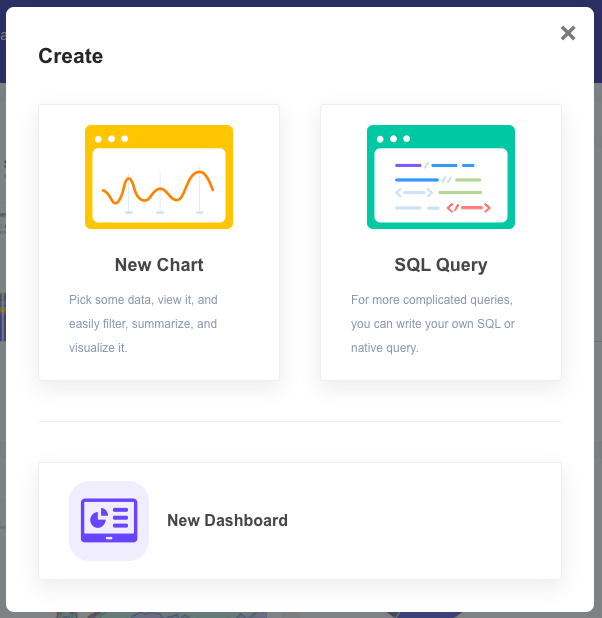 Create
New Chart
Pick some data, view it, and
easily filter, summarize, and
visualize it.
SQL Query
For more complicated queries,
you can write your own SQL or
native query.
New Dashboard